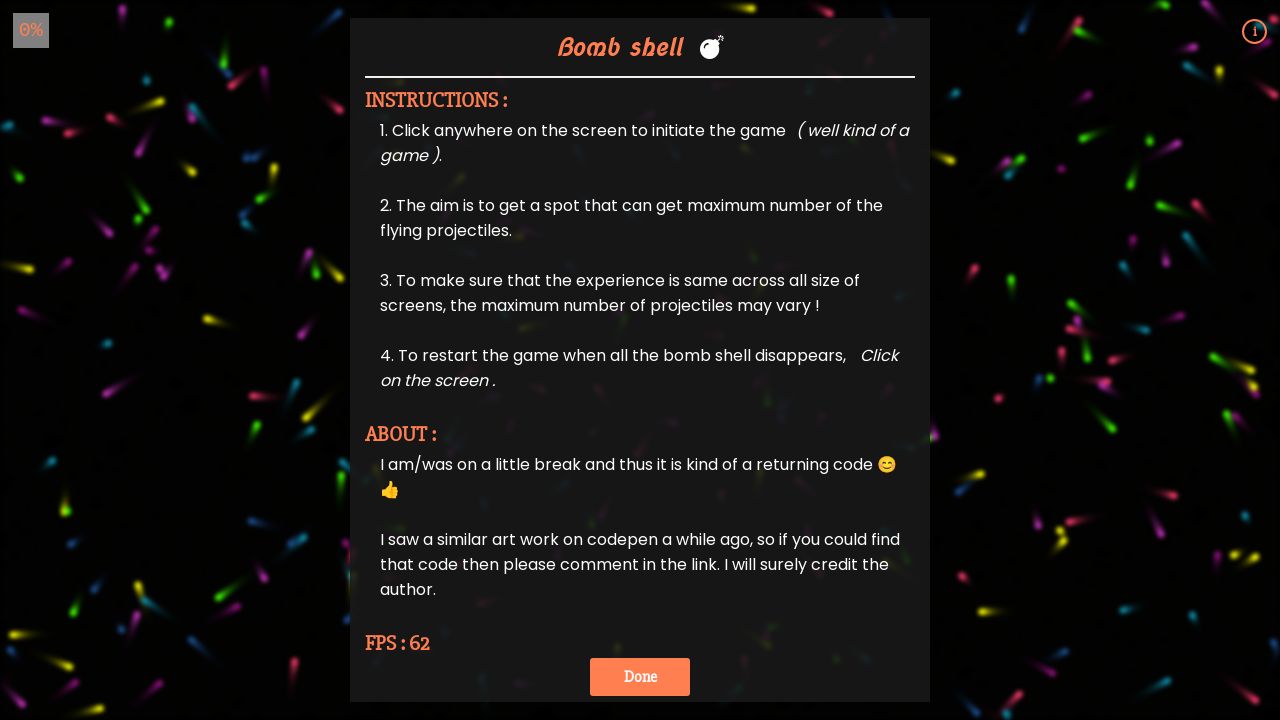 0%
i
Bomb shell 💣
INSTRUCTIONS :
1. Click anywhere on the screen to initiate the game ( well kind of a
game ).
2. The aim is to get a spot that can get maximum number of the
flying projectiles.
3. To make sure that the experience is same across all size of
screens, the maximum number of projectiles may vary !
4. To restart the game when all the bomb shell disappears, Click
on the screen .
ABOUT :
I am/was on a little break and thus it is kind of a returning code 😊
👍
I saw a similar art work on codepen a while ago, so if you could find
that code then please comment in the link. I will surely credit the
author.
FPS : 62
Done